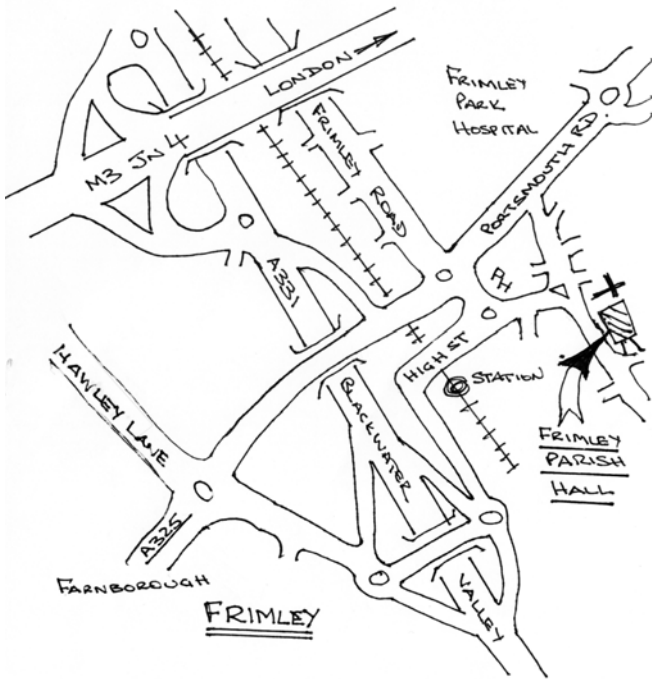 LONDON
M3 JN 4
FRIMLEY
PARK
HOSPITAL
FRIMLEY
ROAD
PORTSMOUTH RD
A331
PH
HAWLEY LANE
HIGH ST
STATION
BLACKWATER
VALLEY
FRIMLEY
PARISH
HALL
A325
FARNBOROUGH
FRIMLEY